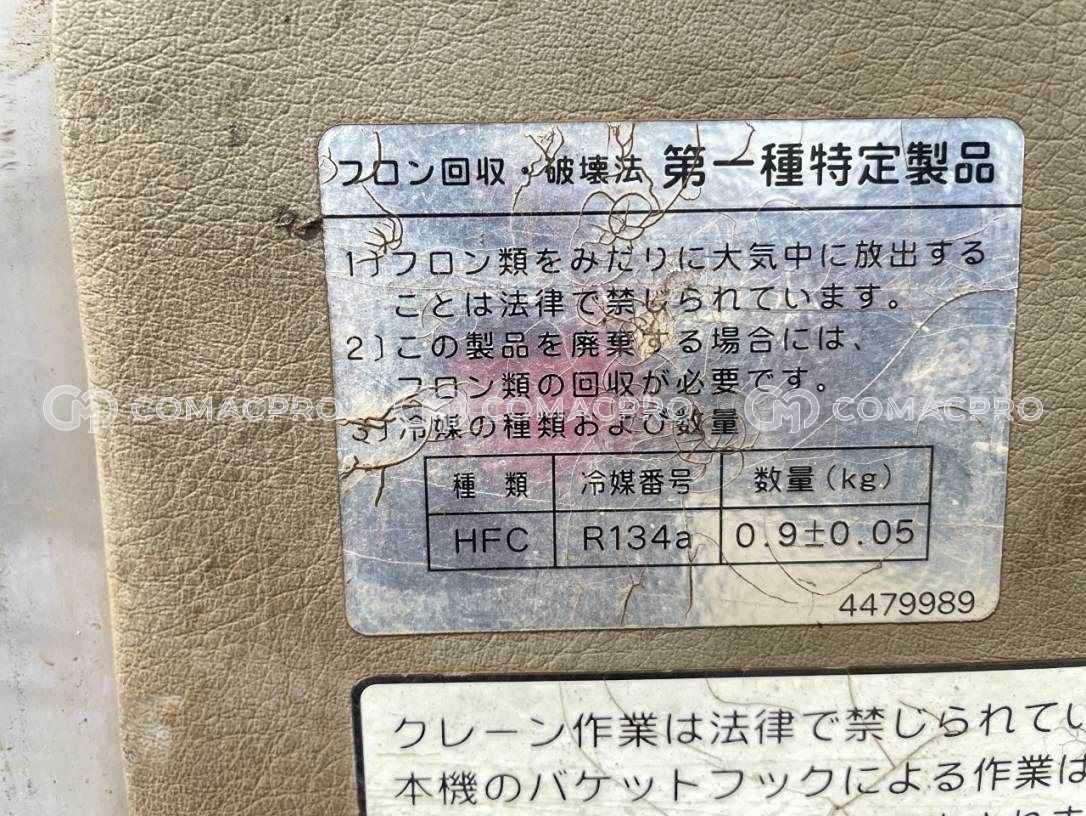 フロン回収・破壊法 第一種特定製品
1)フロン類をみだりに大気中に放出する
ことは法律で禁じられています。
2)この製品を廃棄する場合には、
フロン類の回収が必要です。
3)冷媒の種類および数量
種類 冷媒番号 数量(kg)
HFC R134a 0.9±0.05
4479989
COMACPRO COMACPRO COMACPRO
クレーン作業は法律で禁じられてい
本機のバケットフックによる作業は